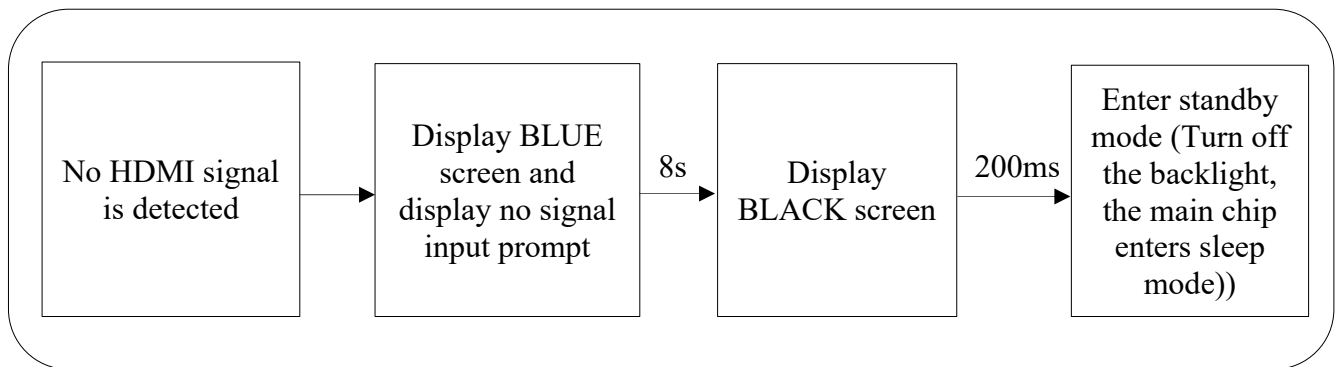 No HDMI signal
is detected
Display BLUE
screen and
display no signal
input prompt
8s
Display
BLACK screen
200ms
Enter standby
mode (Turn off
the backlight,
the main chip
enters sleep
mode))